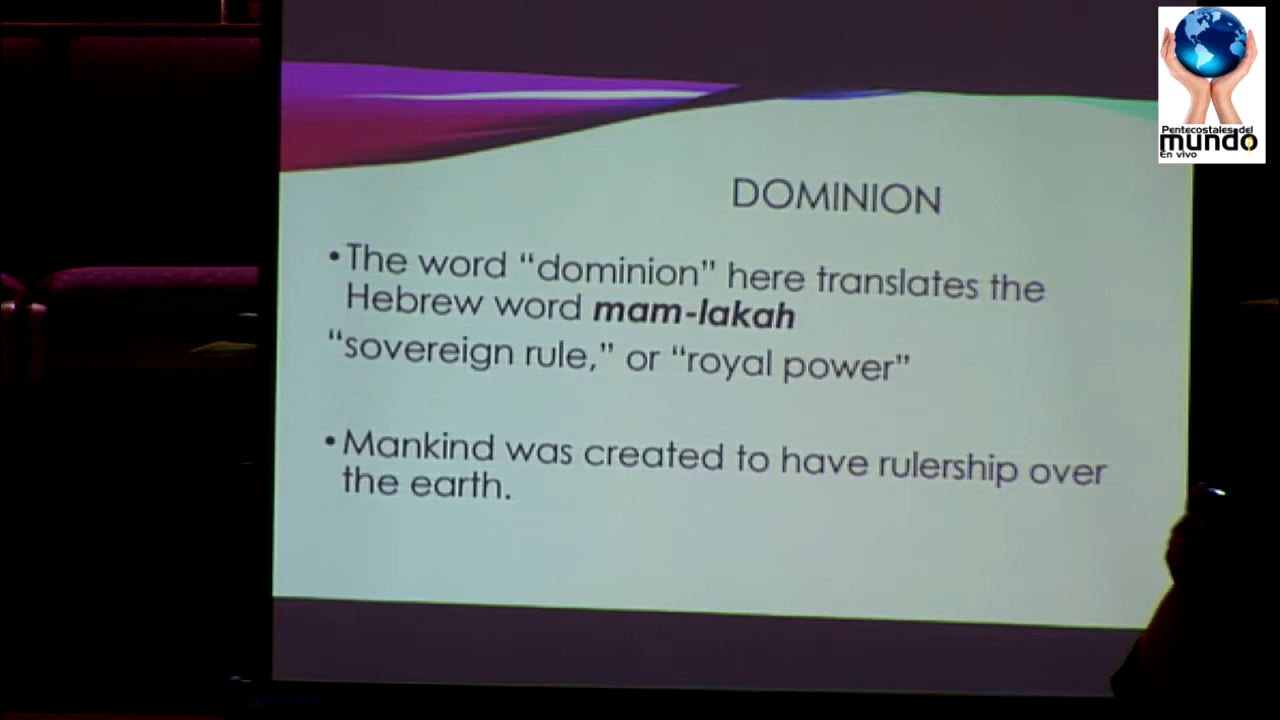 Pentecostales del
mundo
En vivo
DOMINION
•The word “dominion” here translates the
Hebrew word mam-lakah
“sovereign rule,” or “royal power”
•Mankind was created to have rulership over
the earth.